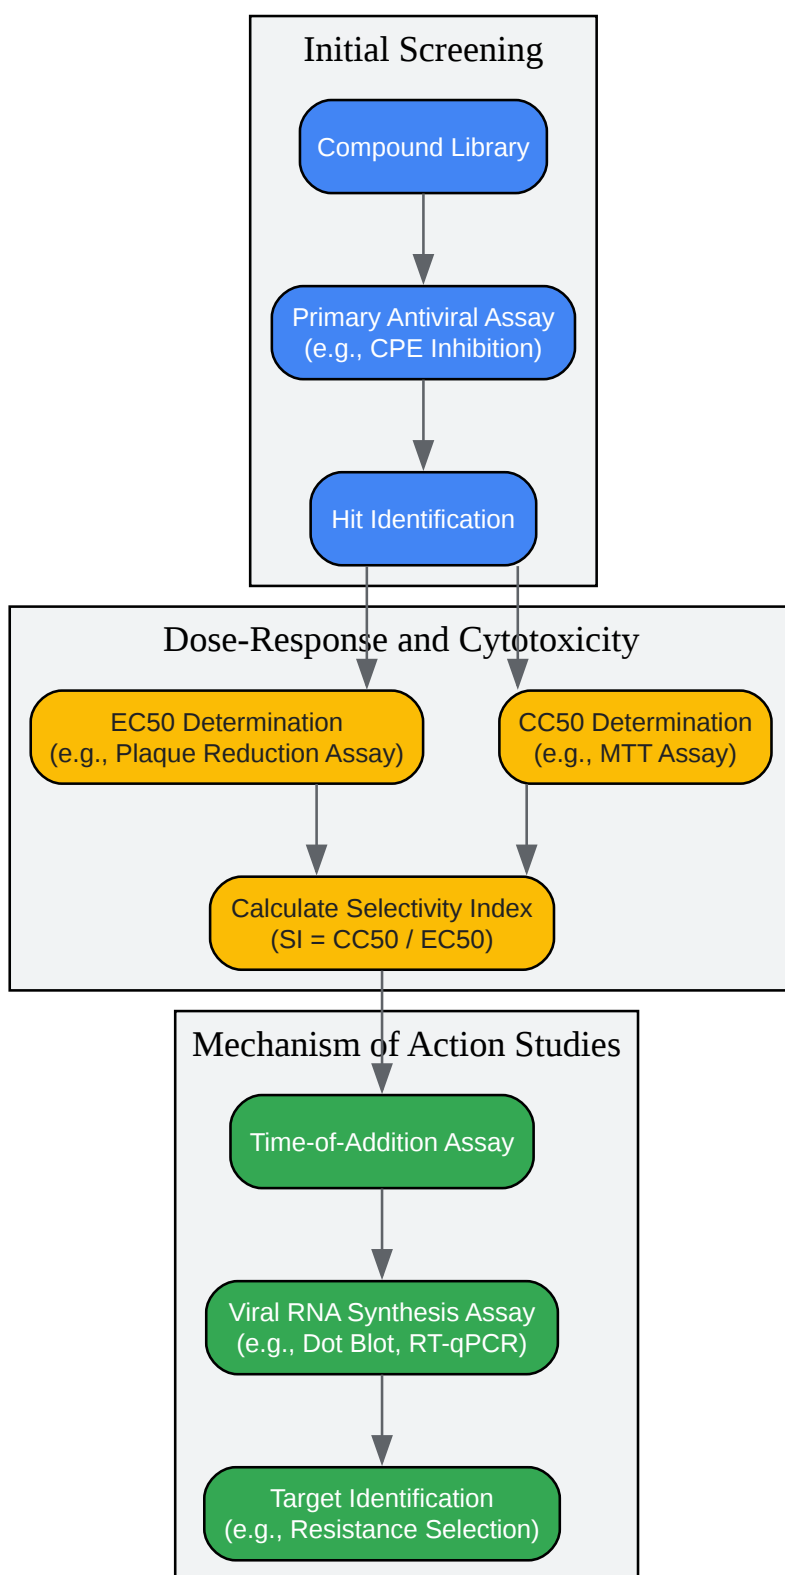 Initial Screening
Compound Library
Primary Antiviral Assay
(e.g., CPE Inhibition)
Hit Identification
Dose-Response and Cytotoxicity
EC50 Determination
(e.g., Plaque Reduction Assay)
CC50 Determination
(e.g., MTT Assay)
Calculate Selectivity Index
(SI = CC50 / EC50)
Mechanism of Action Studies
Time-of-Addition Assay
Viral RNA Synthesis Assay
(e.g., Dot Blot, RT-qPCR)
Target Identification
(e.g., Resistance Selection)